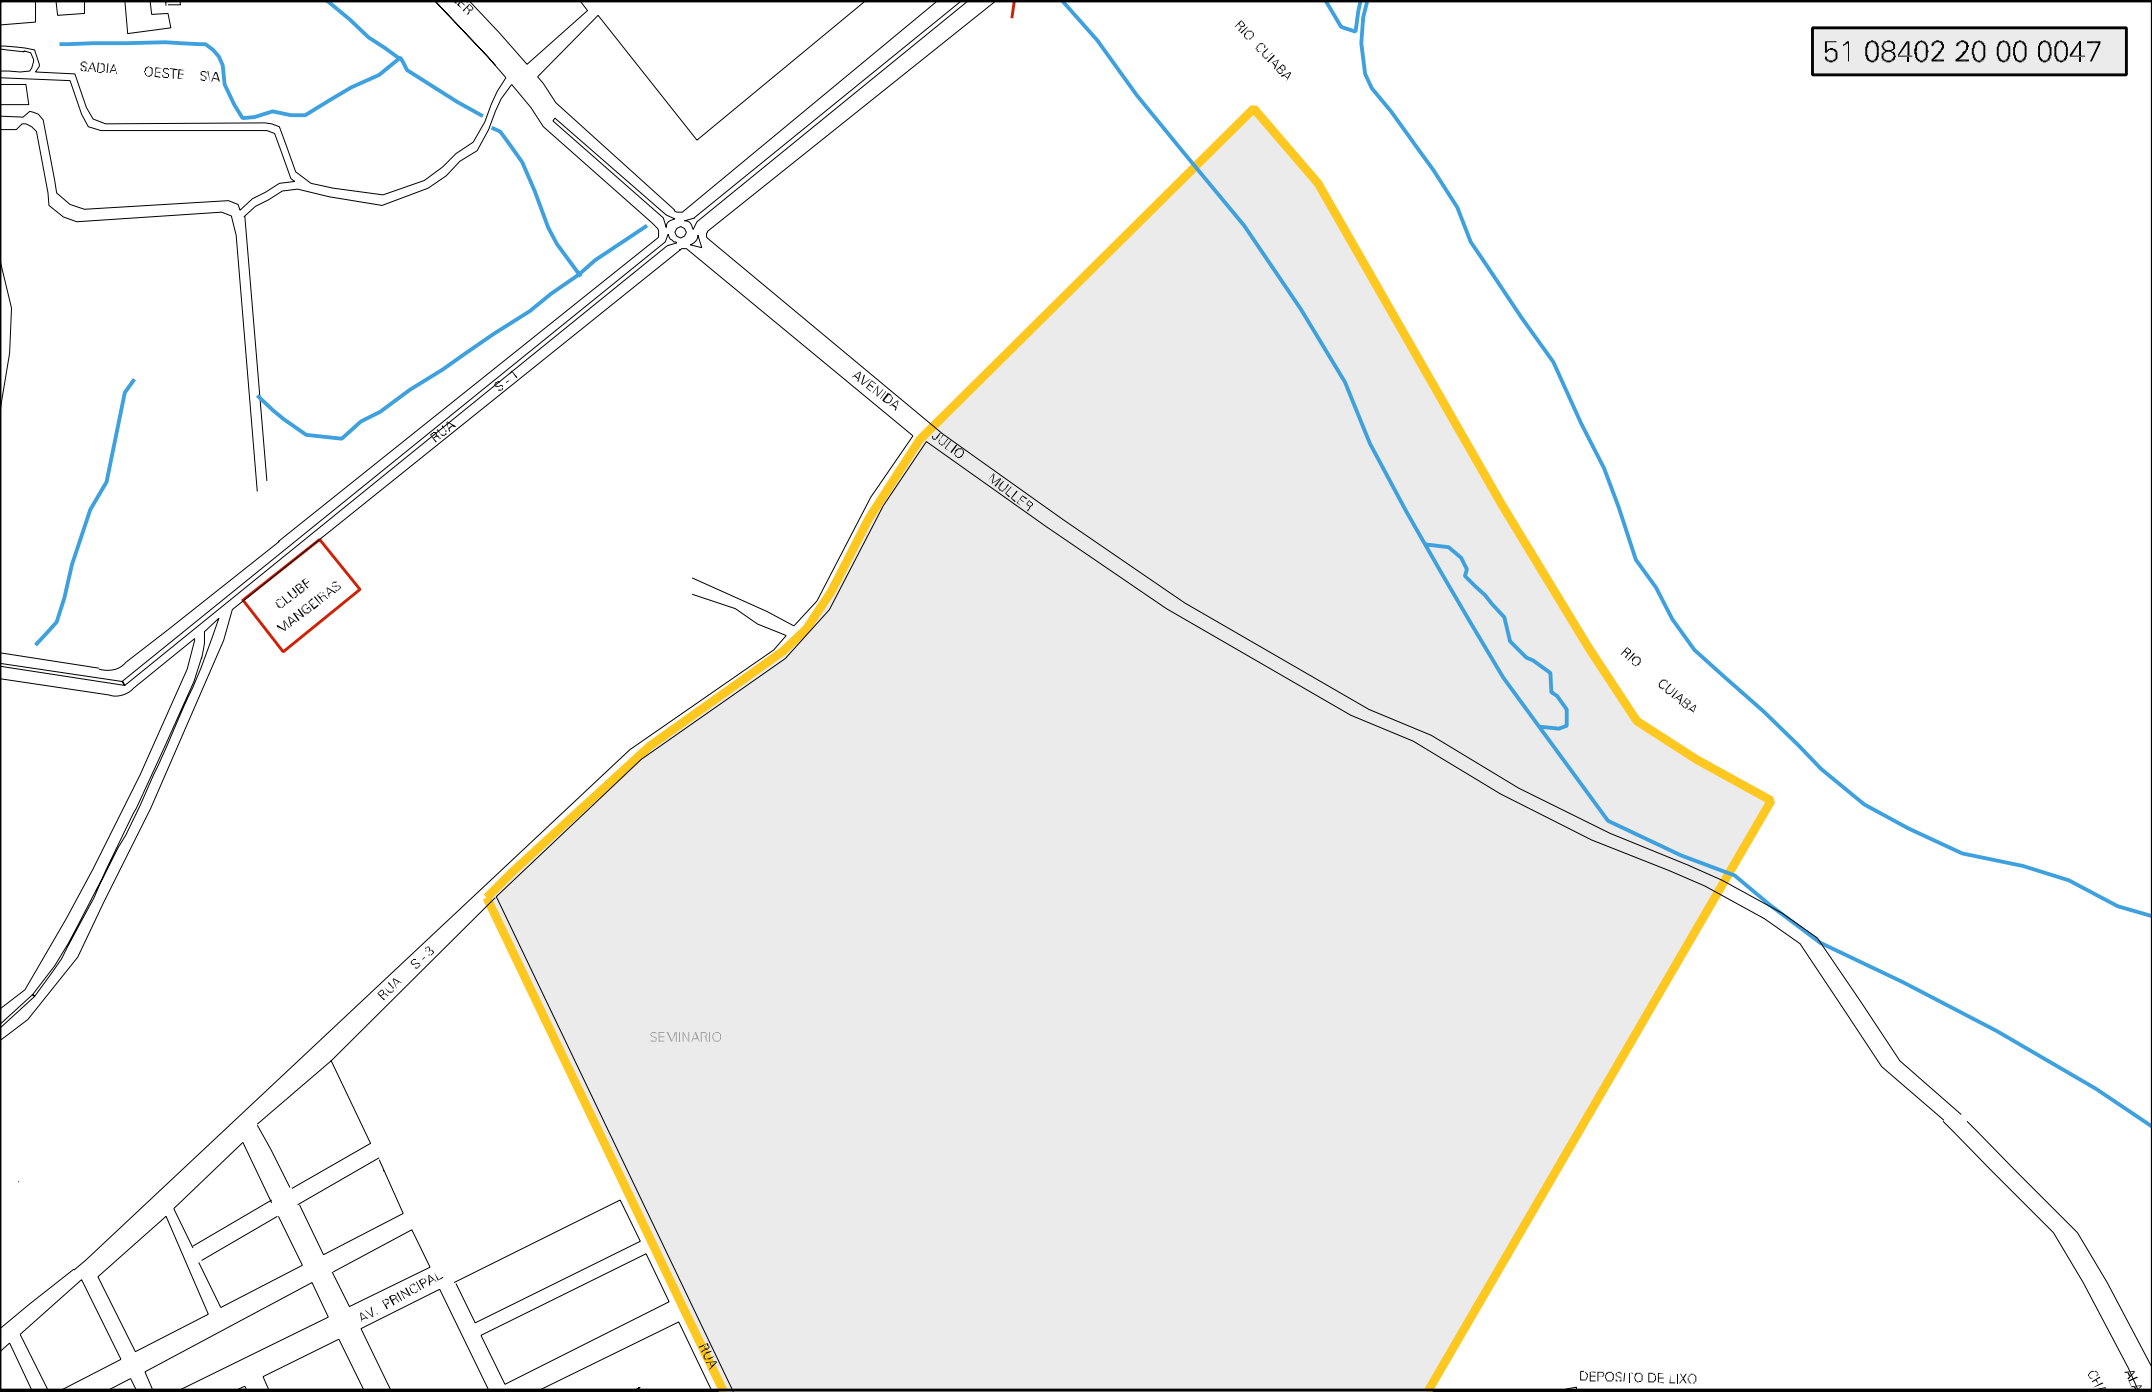 51 08402 20 00 0047
RIO CUIABA
SADIA OESTE S\A
AVENIDA JULIO MULLER
RUA S-1
CLUBE
MANGEIRAS
RIO CUIABA
RUA S-3
SEMINARIO
AV. PRINCIPAL
RUA
DEPOSITO DE LIXO